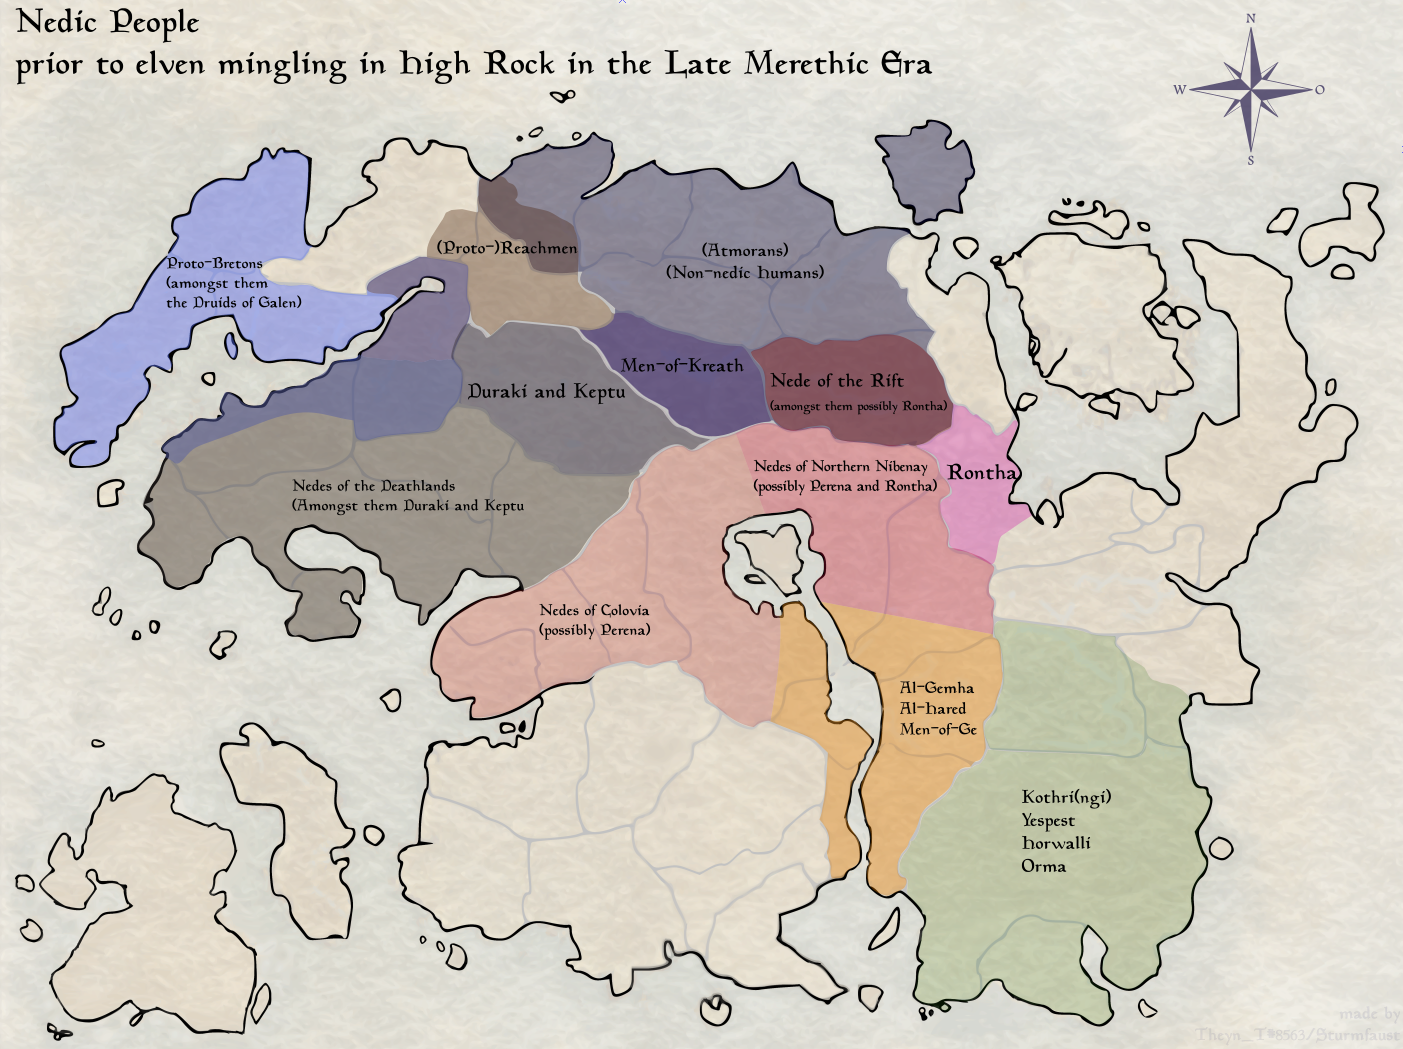 Nedic People
prior to elven mingling in High Rock in the Late Merethic Era
N
W
O
S
Proto-Bretons
(amongst them
the Druids of Galen)
(Proto-)Reachmen
(Atmorans)
(Non-nedic humans)
Duraki and Keptu
Men-of-Kreath
Nede of the Rift
(amongst them possibly Rontha)
Rontha
Nedes of Northern Nibenay
(possibly Perena and Rontha)
Nedes of the Deathlands
(Amongst them Duraki and Keptu
Nedes of Colovia
(possibly Perena)
Al-Gemha
Al-Hared
Men-of-Ge
Kothri(ngi)
Yespest
Horwalli
Orma
made by
Theyn_T#8563/Sturmfaust